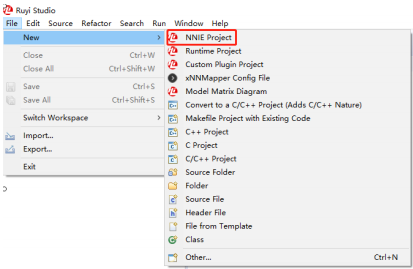 Ruyi Studio
File Edit Source Refactor Search Run Window Help
New
Close Ctrl+W
Close All Ctrl+Shift+W
Save Ctrl+S
Save All Ctrl+Shift+S
Switch Workspace
Import...
Export...
Exit
NNIE Project
Runtime Project
Custom Plugin Project
xNNMapper Config File
Model Matrix Diagram
Convert to a C/C++ Project (Adds C/C++ Nature)
Makefile Project with Existing Code
C++ Project
C Project
C/C++ Project
Source Folder
Folder
Source File
Header File
File from Template
Class
Other... Ctrl+N